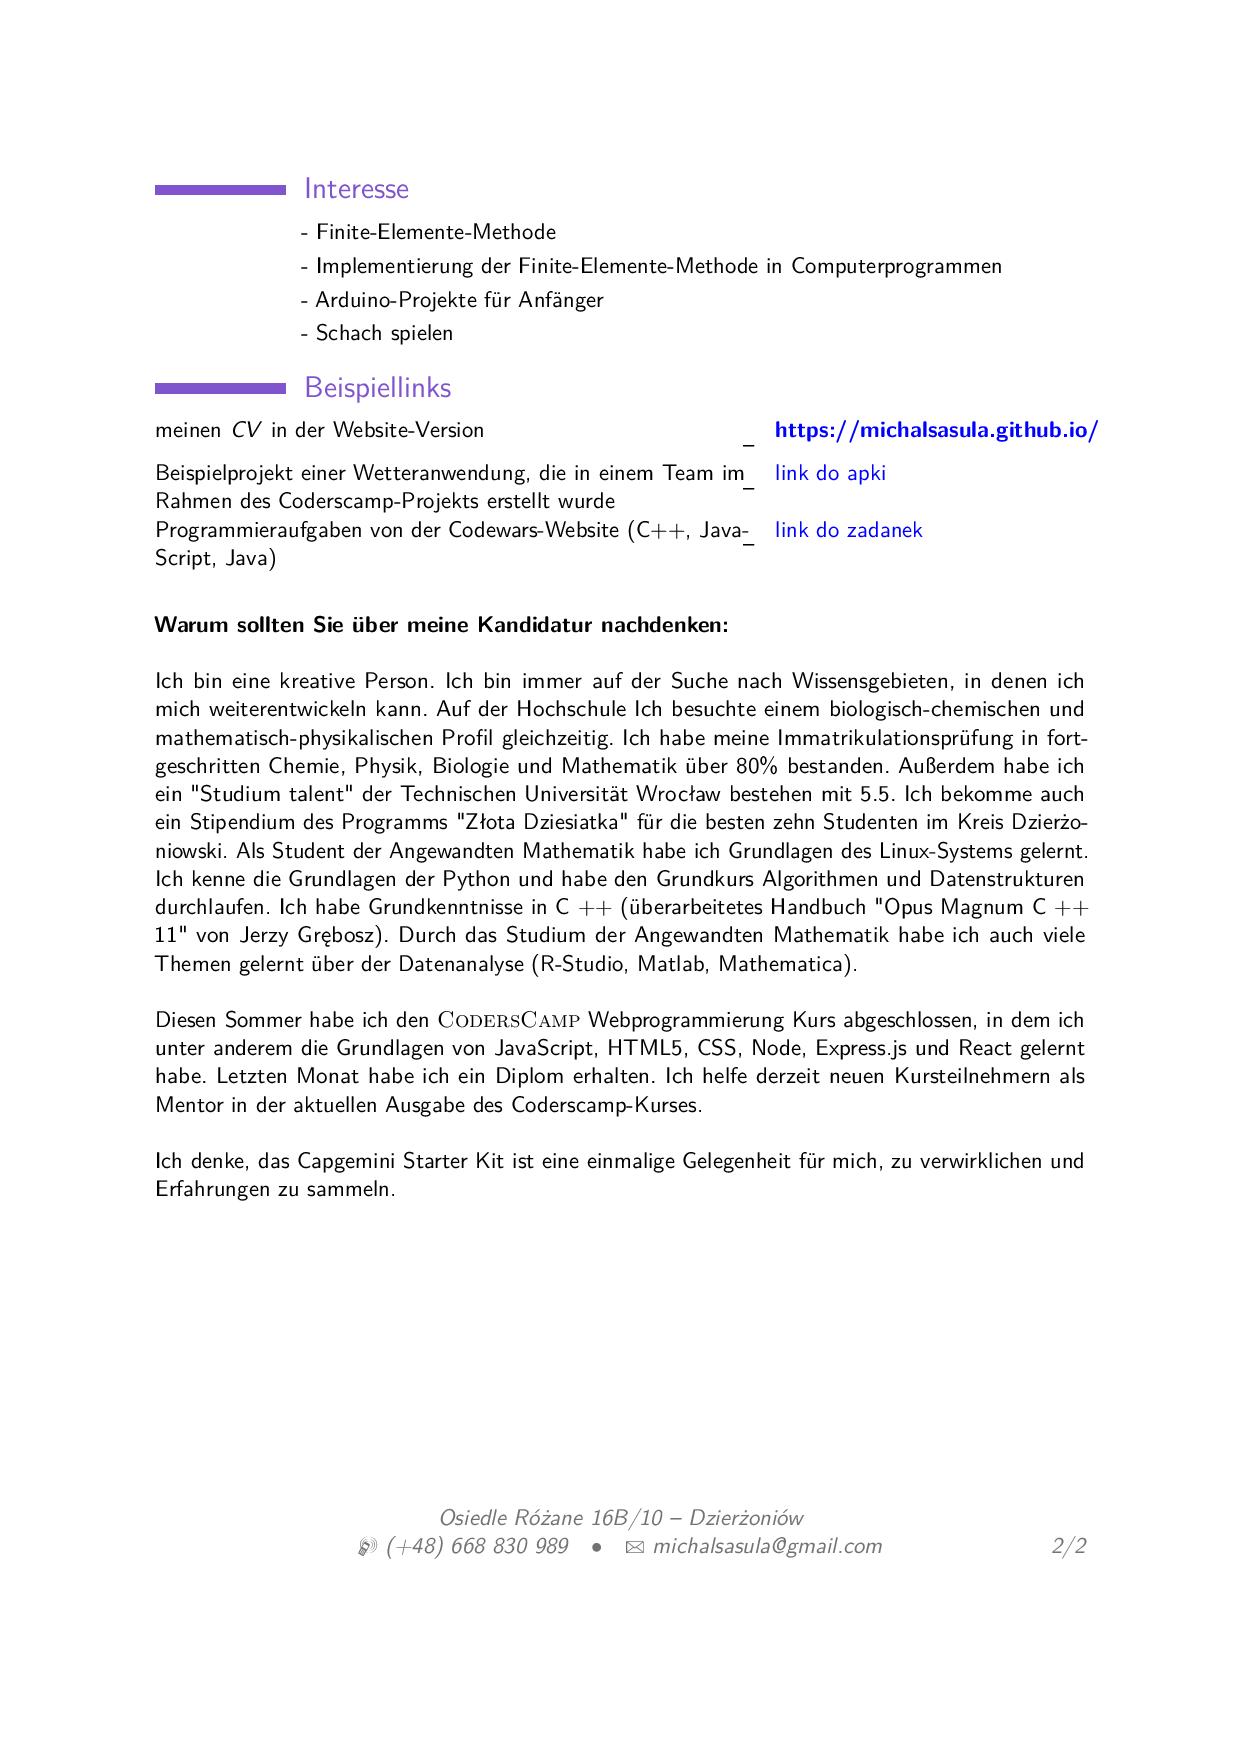 Interesse
- Finite-Elemente-Methode
- Implementierung der Finite-Elemente-Methode in Computerprogrammen
- Arduino-Projekte für Anfänger
- Schach spielen
Beispiellinks
meinen CV in der Website-Version _ https://michalsasula.github.io/
Beispielprojekt einer Wetteranwendung, die in einem Team im _ link do apki
Rahmen des Coderscamp-Projekts erstellt wurde
Programmieraufgaben von der Codewars-Website (C++, Java- _ link do zadanek
Script, Java)
Warum sollten Sie über meine Kandidatur nachdenken:
Ich bin eine kreative Person. Ich bin immer auf der Suche nach Wissensgebieten, in denen ich
mich weiterentwickeln kann. Auf der Hochschule Ich besuchte einem biologisch-chemischen und
mathematisch-physikalischen Profil gleichzeitig. Ich habe meine Immatrikulationsprüfung in fort-
geschritten Chemie, Physik, Biologie und Mathematik über 80% bestanden. Außerdem habe ich
ein "Studium talent" der Technischen Universität Wrocław bestehen mit 5.5. Ich bekomme auch
ein Stipendium des Programms "Złota Dziesiatka" für die besten zehn Studenten im Kreis Dzierżo-
niowski. Als Student der Angewandten Mathematik habe ich Grundlagen des Linux-Systems gelernt.
Ich kenne die Grundlagen der Python und habe den Grundkurs Algorithmen und Datenstrukturen
durchlaufen. Ich habe Grundkenntnisse in C ++ (überarbeitetes Handbuch "Opus Magnum C ++
11" von Jerzy Grębosz). Durch das Studium der Angewandten Mathematik habe ich auch viele
Themen gelernt über der Datenanalyse (R-Studio, Matlab, Mathematica).
Diesen Sommer habe ich den CODERSCAMP Webprogrammierung Kurs abgeschlossen, in dem ich
unter anderem die Grundlagen von JavaScript, HTML5, CSS, Node, Express.js und React gelernt
habe. Letzten Monat habe ich ein Diplom erhalten. Ich helfe derzeit neuen Kursteilnehmern als
Mentor in der aktuellen Ausgabe des Coderscamp-Kurses.
Ich denke, das Capgemini Starter Kit ist eine einmalige Gelegenheit für mich, zu verwirklichen und
Erfahrungen zu sammeln.
Osiedle Różane 16B/10 – Dzierżoniów
(+48) 668 830 989 • michalsasula@gmail.com 2/2